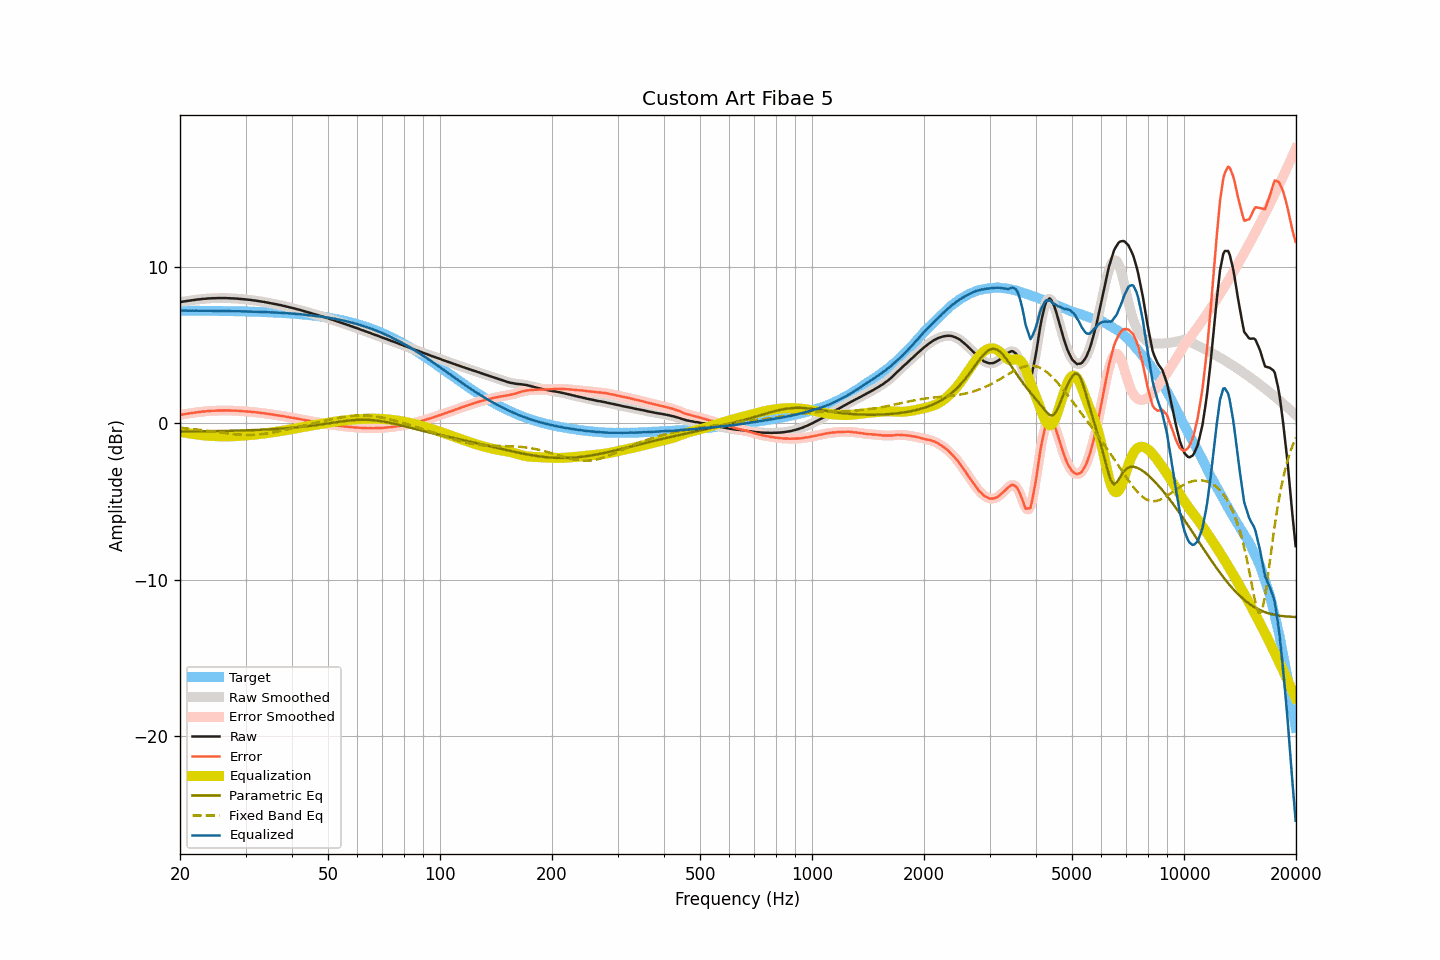 Custom Art Fibae 5
Amplitude (dBr)
10
0
−10
−20
Target
Raw Smoothed
Error Smoothed
Raw
Error
Equalization
Parametric Eq
Fixed Band Eq
Equalized
20 50 100 200 500 1000 2000 5000 10000 20000
Frequency (Hz)